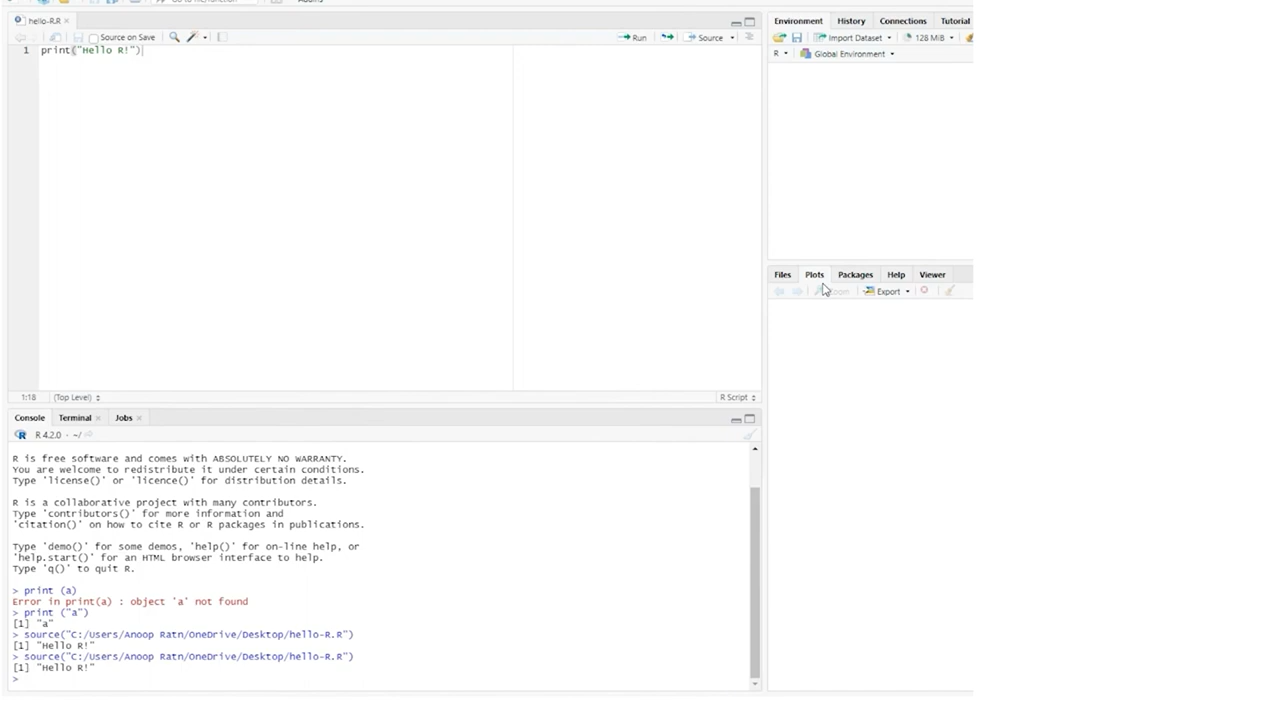 hello-R.R
Source on Save
Run
Source
1 print("Hello R!")
1:18
(Top Level)
R Script
Console
Terminal
Jobs
R 4.2.0 · ~/
R is free software and comes with ABSOLUTELY NO WARRANTY.
You are welcome to redistribute it under certain conditions.
Type 'license()' or 'licence()' for distribution details.
R is a collaborative project with many contributors.
Type 'contributors()' for more information and
'citation()' on how to cite R or R packages in publications.
Type 'demo()' for some demos, 'help()' for on-line help, or
'help.start()' for an HTML browser interface to help.
Type 'q()' to quit R.
> print (a)
Error in print(a) : object 'a' not found
> print ("a")
[1] "a"
> source("C:/Users/Anoop Ratn/OneDrive/Desktop/hello-R.R")
[1] "Hello R!"
> source("C:/Users/Anoop Ratn/OneDrive/Desktop/hello-R.R")
[1] "Hello R!"
>
Environment
History
Connections
Tutorial
Import Dataset
128 MiB
R
Global Environment
Files
Plots
Packages
Help
Viewer
Export